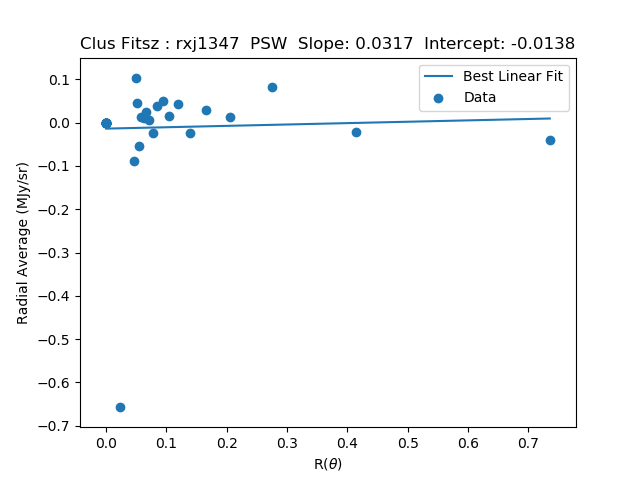 Clus Fitsz : rxj1347  PSW  Slope: 0.0317  Intercept: -0.0138
Best Linear Fit
Data
Radial Average (MJy/sr)
0.1
0.0
−0.1
−0.2
−0.3
−0.4
−0.5
−0.6
−0.7
0.0 0.1 0.2 0.3 0.4 0.5 0.6 0.7
R(θ)